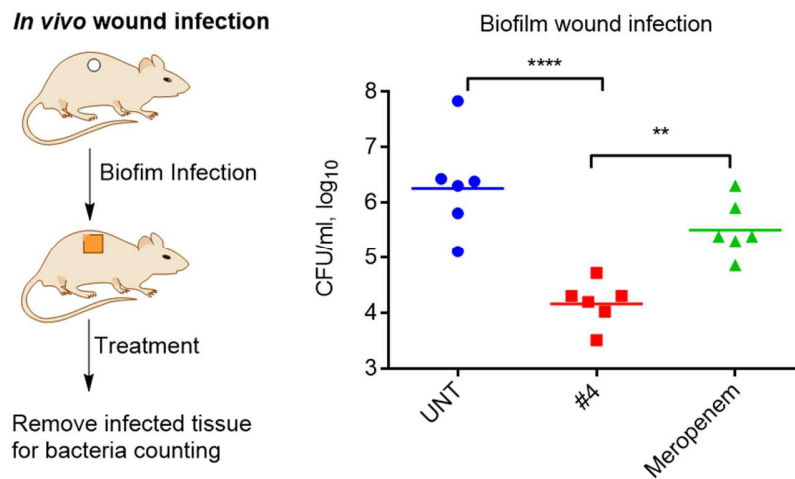 In vivo wound infection
Biofim Infection
Treatment
Remove infected tissue
for bacteria counting
Biofilm wound infection
****
**
CFU/ml, log10
8
7
6
5
4
3
UNT
#4
Meropenem